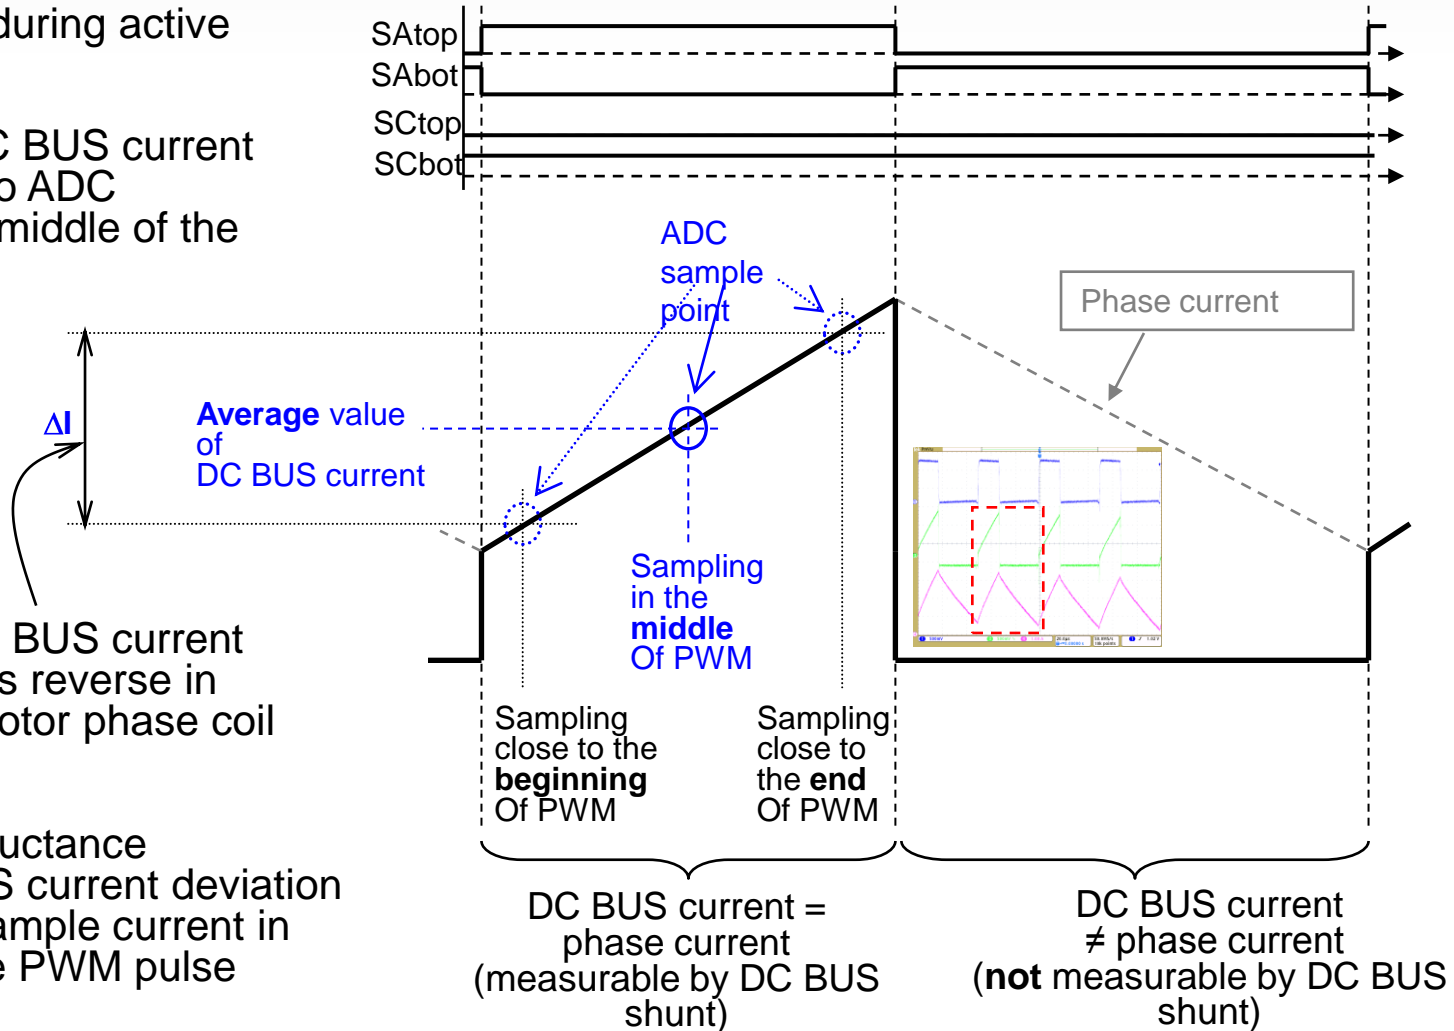 during active
C BUS current
o ADC
middle of the
BUS current
s reverse in
otor phase coil
uctance
S current deviation
ample current in
e PWM pulse
SAtop
SAbot
SCtop
SCbot
ADC
sample
point
Phase current
ΔI
Average value
of
DC BUS current
Sampling
in the
middle
Of PWM
Sampling
close to the
beginning
Of PWM
Sampling
close to
the end
Of PWM
DC BUS current =
phase current
(measurable by DC BUS
shunt)
DC BUS current
≠ phase current
(not measurable by DC BUS
shunt)